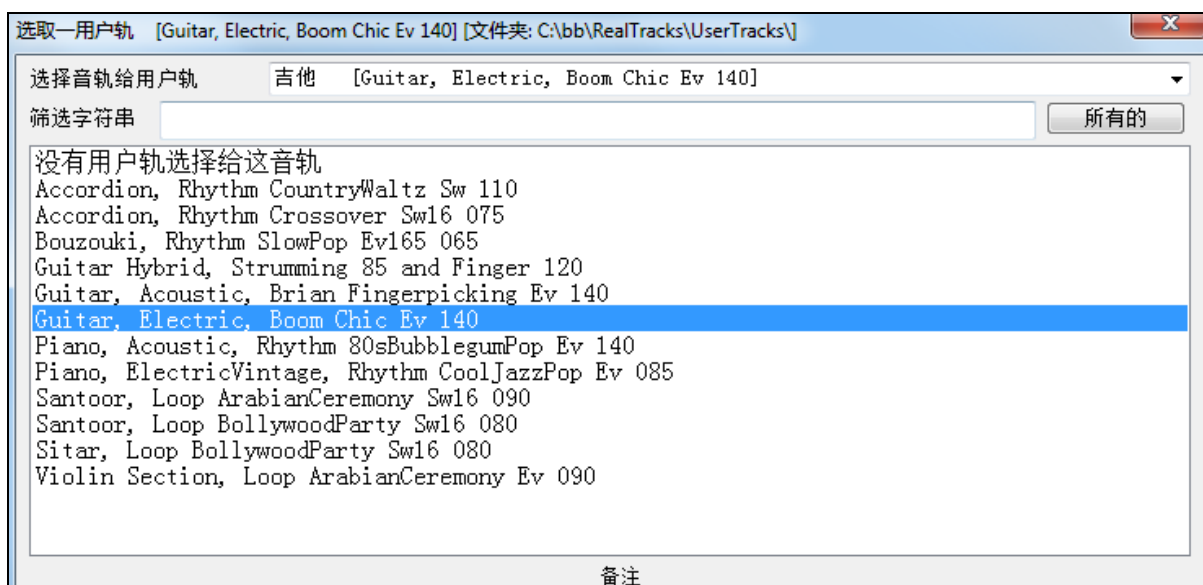 选取一用户轨 [Guitar, Electric, Boom Chic Ev 140] [文件夹: C:\bb\RealTracks\UserTracks\]
选择音轨给用户轨 吉他 [Guitar, Electric, Boom Chic Ev 140]
筛选字符串 所有的
没有用户轨选择给这音轨
Accordion, Rhythm CountryWaltz Sw 110
Accordion, Rhythm Crossover Sw16 075
Bouzouki, Rhythm SlowPop Ev165 065
Guitar Hybrid, Strumming 85 and Finger 120
Guitar, Acoustic, Brian Fingerpicking Ev 140
Guitar, Electric, Boom Chic Ev 140
Piano, Acoustic, Rhythm 80sBubblegumPop Ev 140
Piano, ElectricVintage, Rhythm CoolJazzPop Ev 085
Santoor, Loop ArabianCeremony Sw16 090
Santoor, Loop BollywoodParty Sw16 080
Sitar, Loop BollywoodParty Sw16 080
Violin Section, Loop ArabianCeremony Ev 090
备注